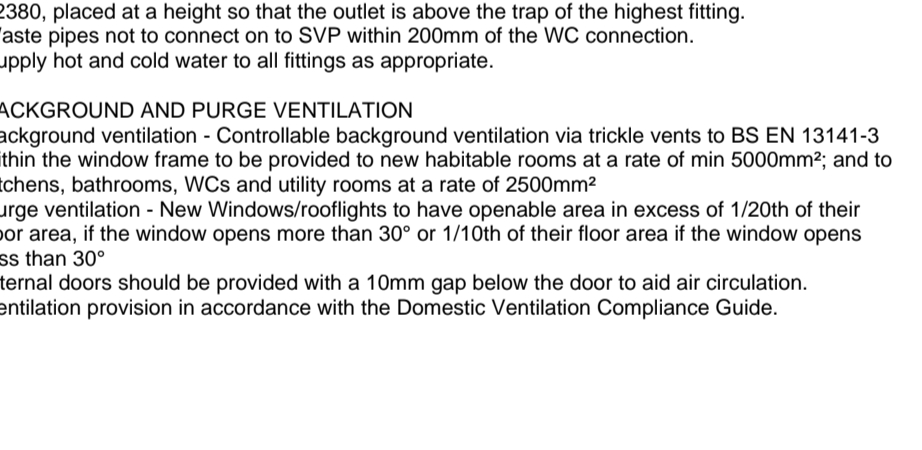 2380, placed at a height so that the outlet is above the trap of the highest fitting.
aste pipes not to connect on to SVP within 200mm of the WC connection.
upply hot and cold water to all fittings as appropriate.
ACKGROUND AND PURGE VENTILATION
ackground ventilation - Controllable background ventilation via trickle vents to BS EN 13141-3
ithin the window frame to be provided to new habitable rooms at a rate of min 5000mm²; and to
tchens, bathrooms, WCs and utility rooms at a rate of 2500mm²
urge ventilation - New Windows/rooflights to have openable area in excess of 1/20th of their
oor area, if the window opens more than 30° or 1/10th of their floor area if the window opens
ss than 30°
ternal doors should be provided with a 10mm gap below the door to aid air circulation.
entilation provision in accordance with the Domestic Ventilation Compliance Guide.